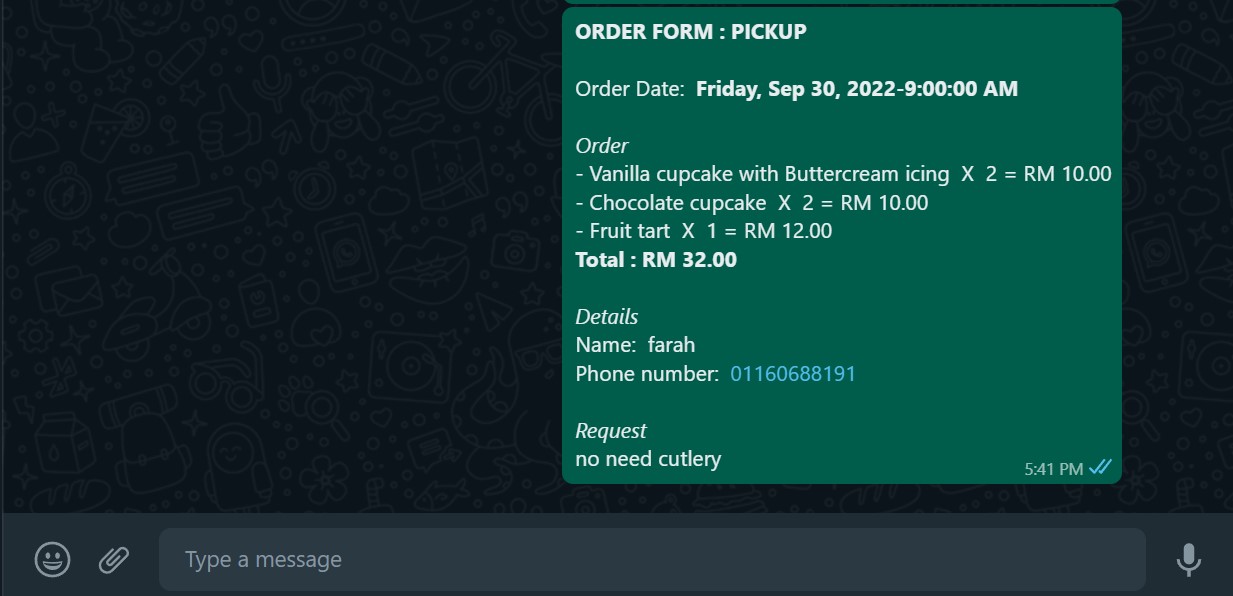 ORDER FORM : PICKUP
Order Date: Friday, Sep 30, 2022-9:00:00 AM
Order
- Vanilla cupcake with Buttercream icing X 2 = RM 10.00
- Chocolate cupcake X 2 = RM 10.00
- Fruit tart X 1 = RM 12.00
Total : RM 32.00
Details
Name: farah
Phone number: 01160688191
Request
no need cutlery
5:41 PM
Type a message